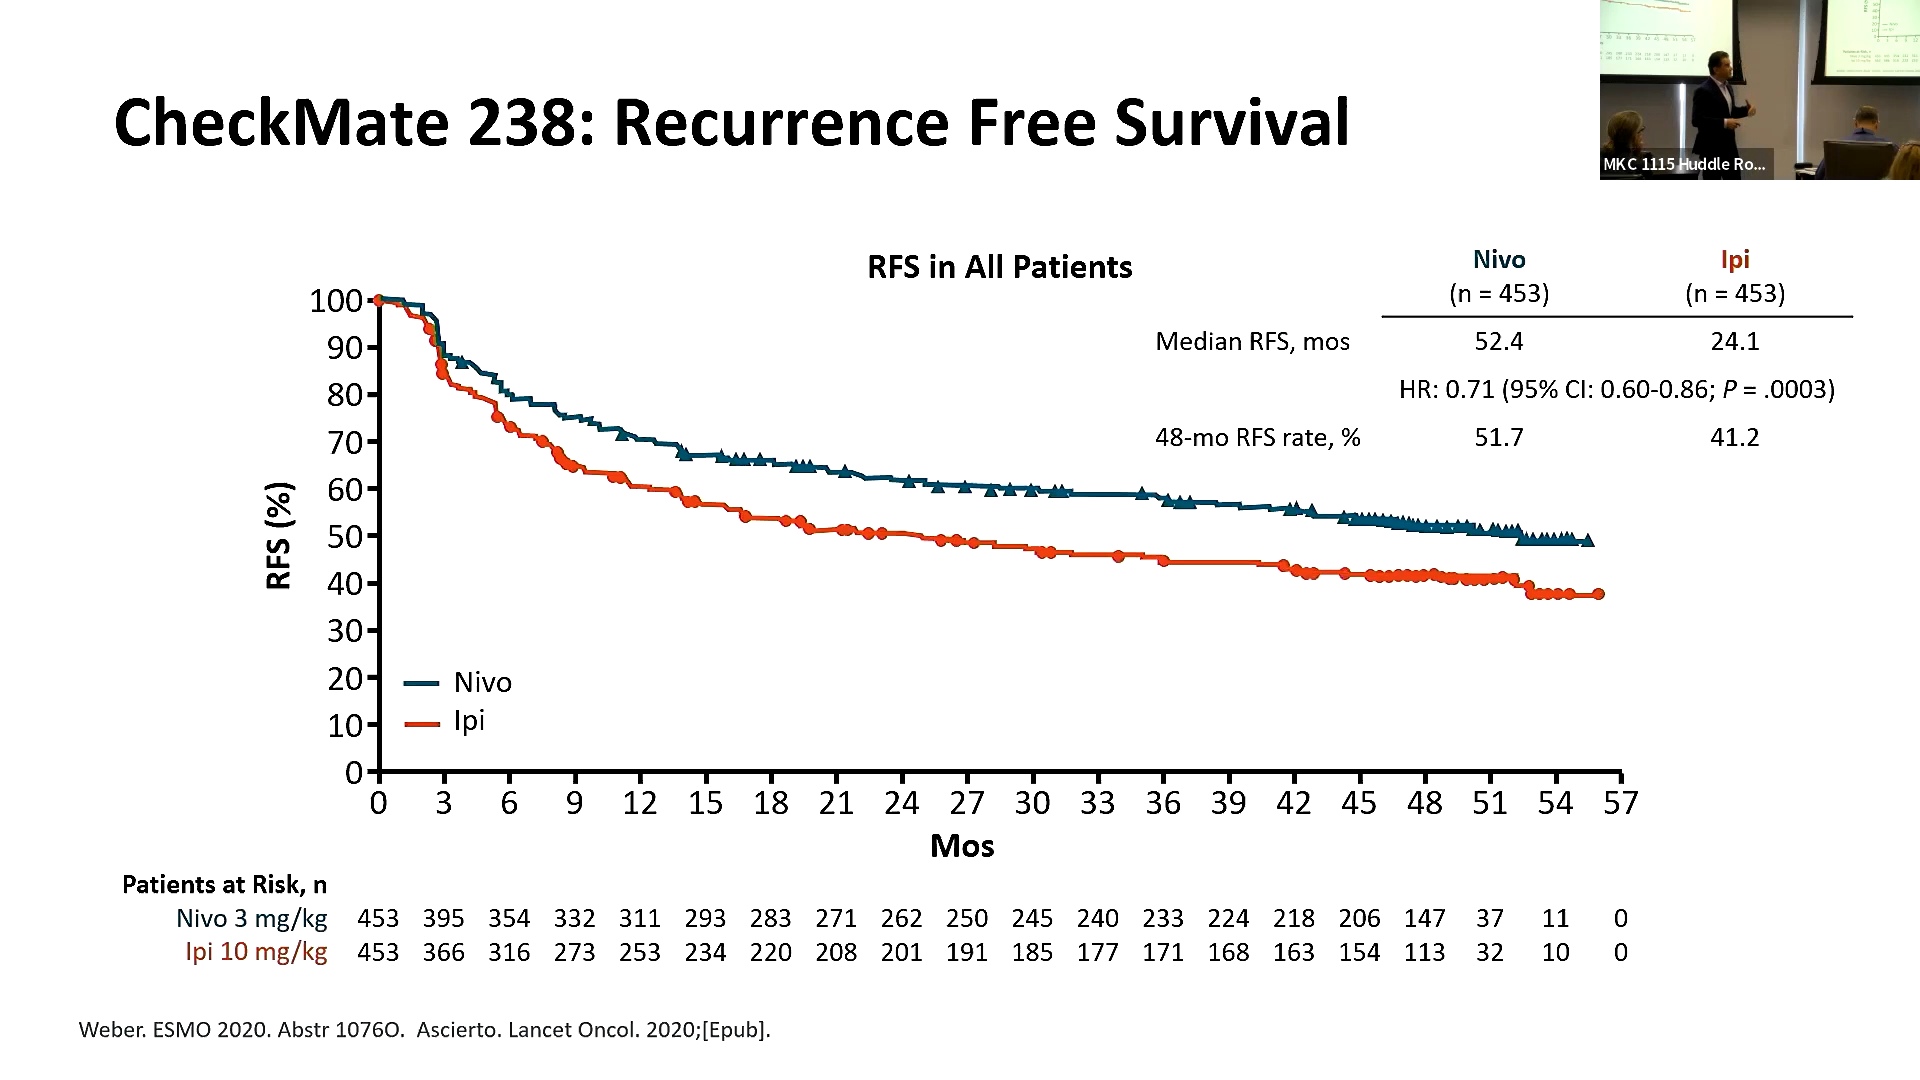 CheckMate 238: Recurrence Free Survival
MKC 1115 Huddle Ro...
RFS in All Patients
Nivo Ipi
(n = 453) (n = 453)
Median RFS, mos 52.4 24.1
HR: 0.71 (95% CI: 0.60-0.86; P = .0003)
48-mo RFS rate, % 51.7 41.2
RFS (%)
100
90
80
70
60
50
40
30
20
10
0
Nivo
Ipi
0 3 6 9 12 15 18 21 24 27 30 33 36 39 42 45 48 51 54 57
Mos
Patients at Risk, n
Nivo 3 mg/kg 453 395 354 332 311 293 283 271 262 250 245 240 233 224 218 206 147 37 11 0
Ipi 10 mg/kg 453 366 316 273 253 234 220 208 201 191 185 177 171 168 163 154 113 32 10 0
Weber. ESMO 2020. Abstr 1076O. Ascierto. Lancet Oncol. 2020;[Epub].